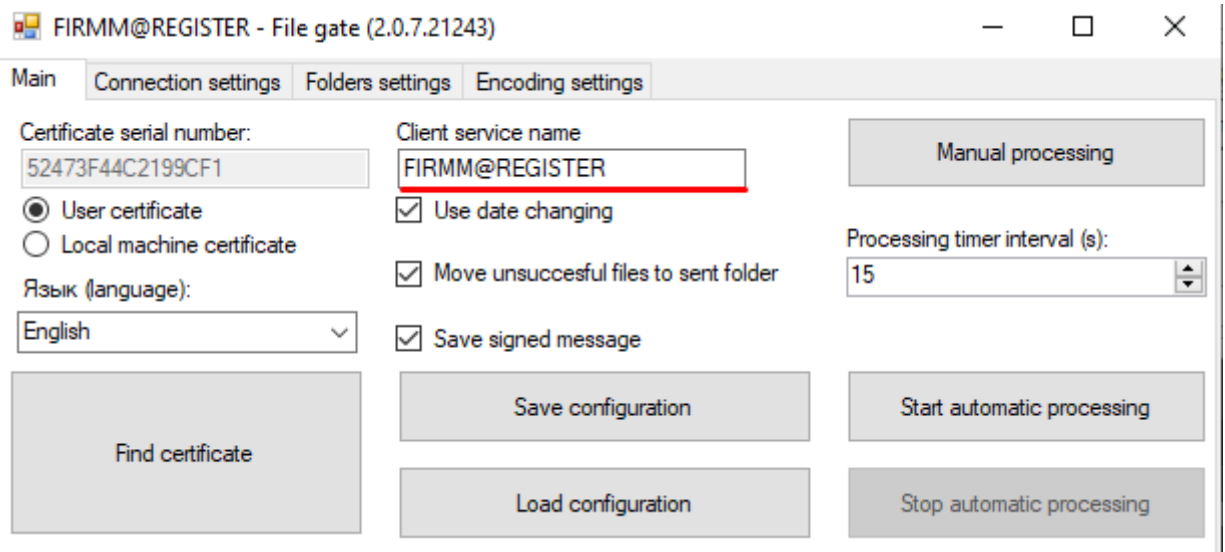 FIRMM@REGISTER - File gate (2.0.7.21243)
Main Connection settings Folders settings Encoding settings
Certificate serial number:
52473F44C2199CF1
User certificate
Local machine certificate
Язык (language):
English
Find certificate
Client service name
FIRMM@REGISTER
Use date changing
Move unsuccesful files to sent folder
Save signed message
Save configuration
Load configuration
Manual processing
Processing timer interval (s):
15
Start automatic processing
Stop automatic processing